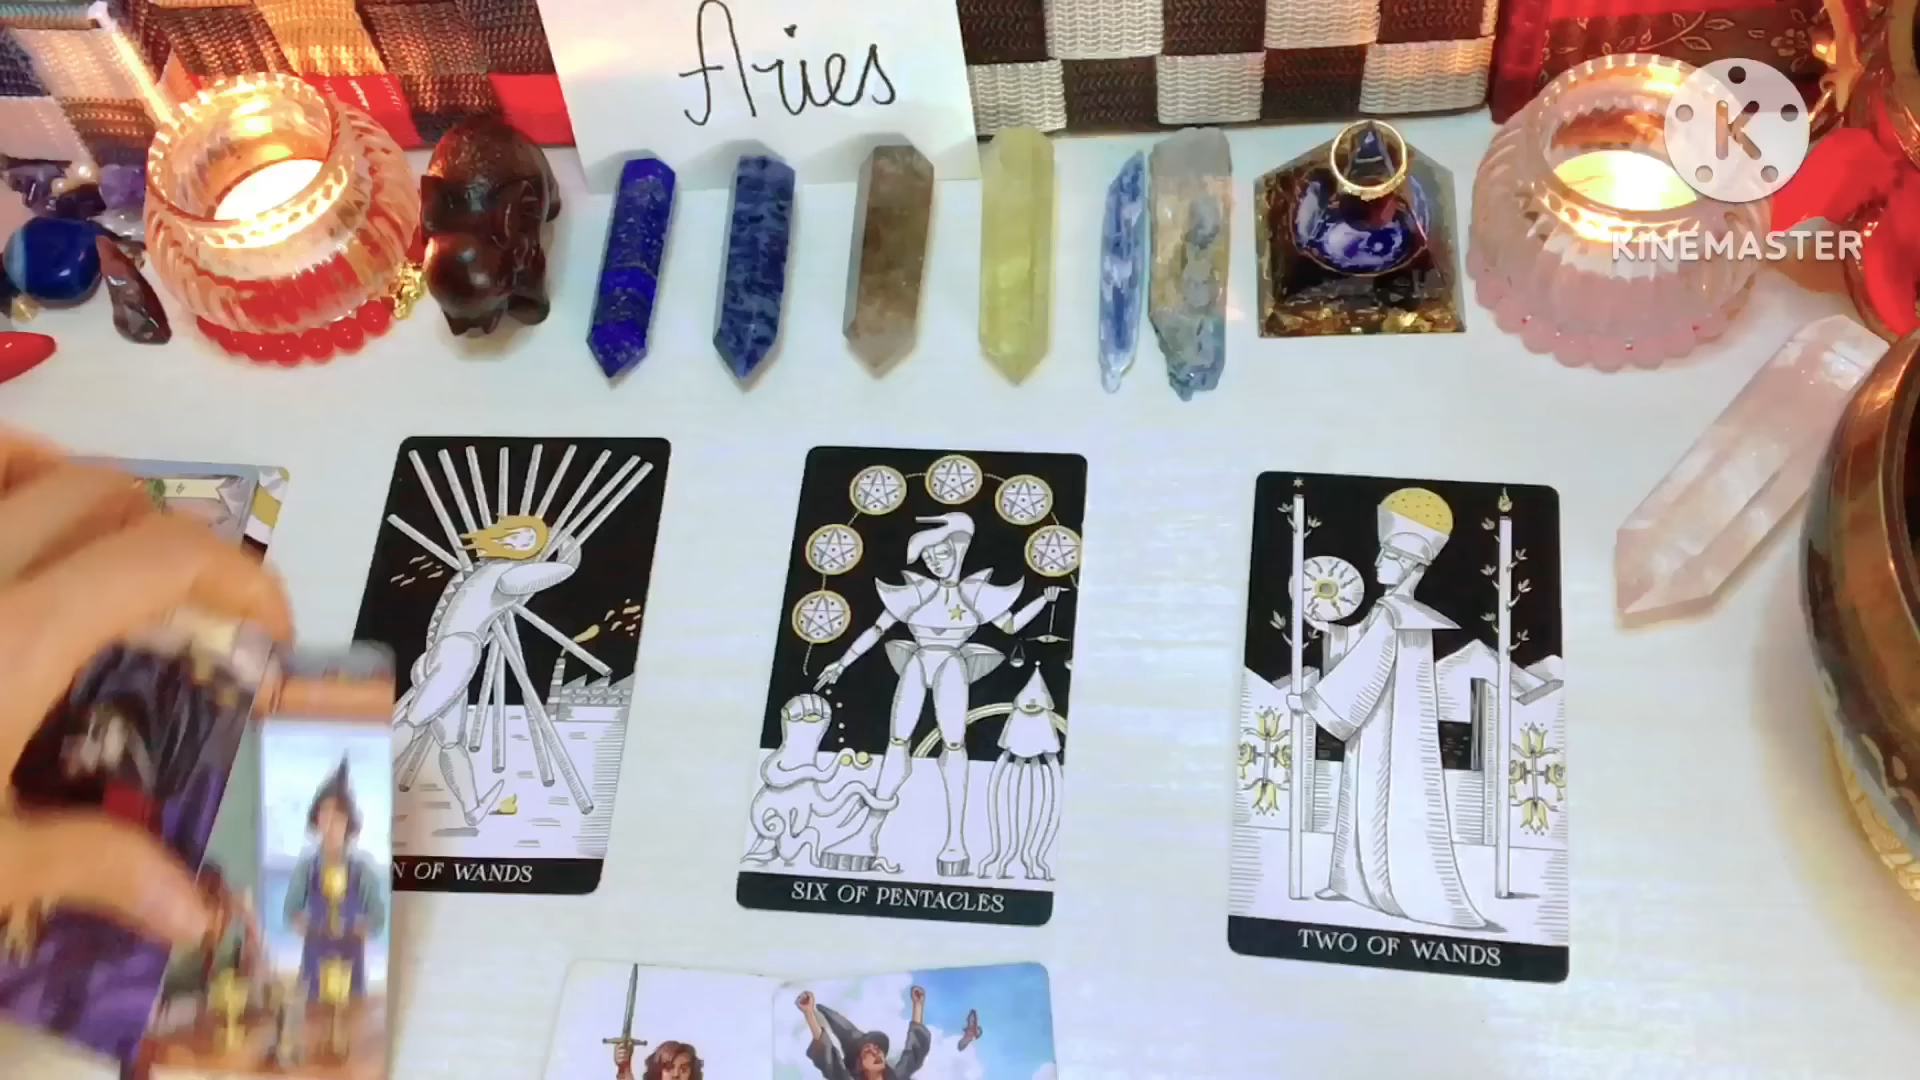 Aries
K
KINEMASTER
N OF WANDS
SIX OF PENTACLES
TWO OF WANDS